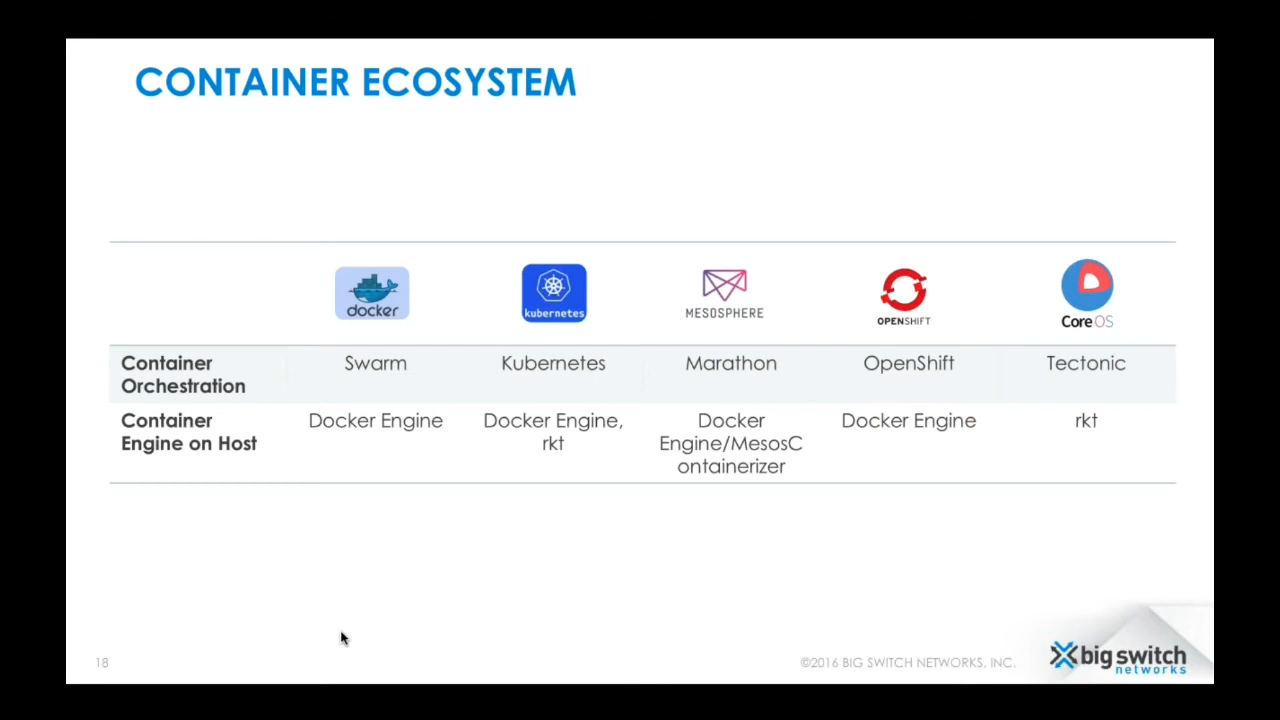 CONTAINER ECOSYSTEM
docker
kubernetes
MESOSPHERE
OPENSHIFT
Core OS
Container
Orchestration
Swarm
Kubernetes
Marathon
OpenShift
Tectonic
Container
Engine on Host
Docker Engine
Docker Engine,
rkt
Docker
Engine/MesosC
ontainerizer
Docker Engine
rkt
18
©2016 BIG SWITCH NETWORKS, INC.
big switch
networks